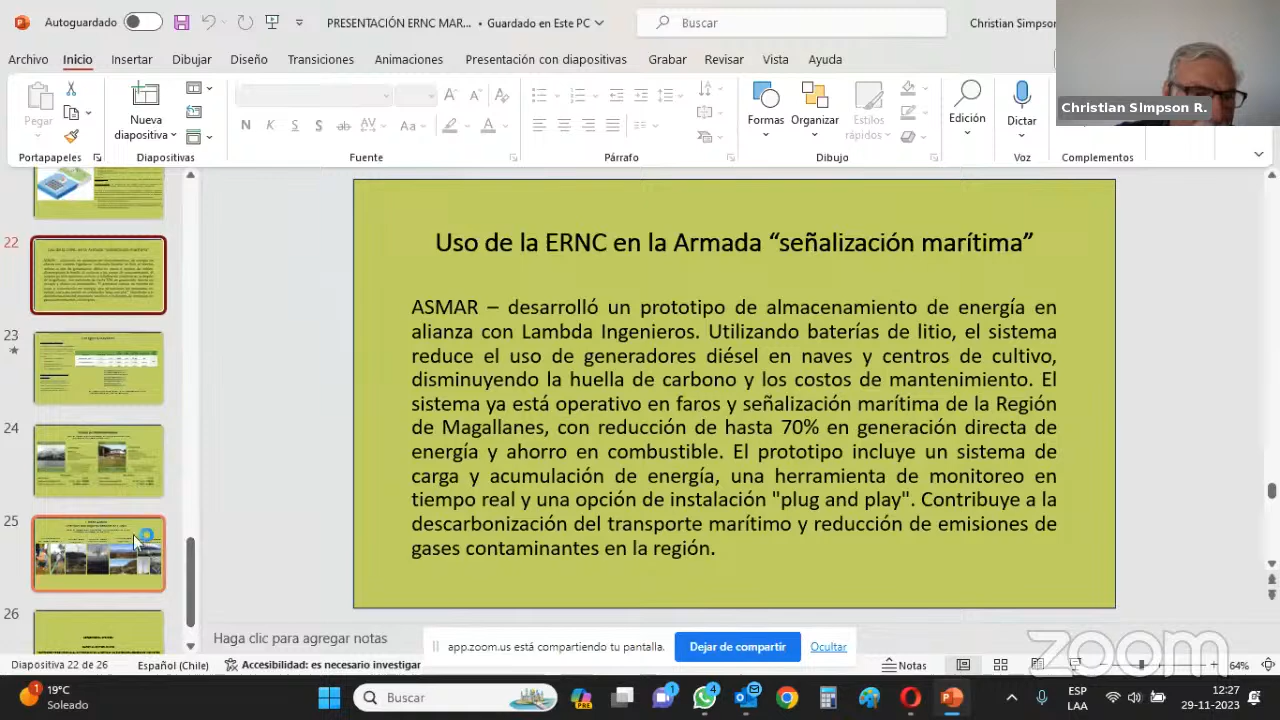 Autoguardado
PRESENTACIÓN ERNC MAR... • Guardado en Este PC
Buscar
Christian Simpson
Archivo Inicio Insertar Dibujar Diseño Transiciones Animaciones Presentación con diapositivas Grabar Revisar Vista Ayuda
Christian Simpson R.
Pegar
Nueva diapositiva
Formas Organizar Estilos rápidos
Edición
Dictar
Portapapeles Diapositivas Fuente Párrafo Dibujo Voz Complementos
22
23
24
25
26
Uso de la ERNC en la Armada “señalización marítima”
ASMAR – desarrolló un prototipo de almacenamiento de energía en
alianza con Lambda Ingenieros. Utilizando baterías de litio, el sistema
reduce el uso de generadores diésel en naves y centros de cultivo,
disminuyendo la huella de carbono y los costos de mantenimiento. El
sistema ya está operativo en faros y señalización marítima de la Región
de Magallanes, con reducción de hasta 70% en generación directa de
energía y ahorro en combustible. El prototipo incluye un sistema de
carga y acumulación de energía, una herramienta de monitoreo en
tiempo real y una opción de instalación "plug and play". Contribuye a la
descarbonización del transporte marítimo y reducción de emisiones de
gases contaminantes en la región.
Haga clic para agregar notas
app.zoom.us está compartiendo tu pantalla.
Dejar de compartir
Ocultar
zoom
Diapositiva 22 de 26
Español (Chile)
Accesibilidad: es necesario investigar
Notas
64%
19°C
Soleado
Buscar
ESP
LAA
12:27
29-11-2023